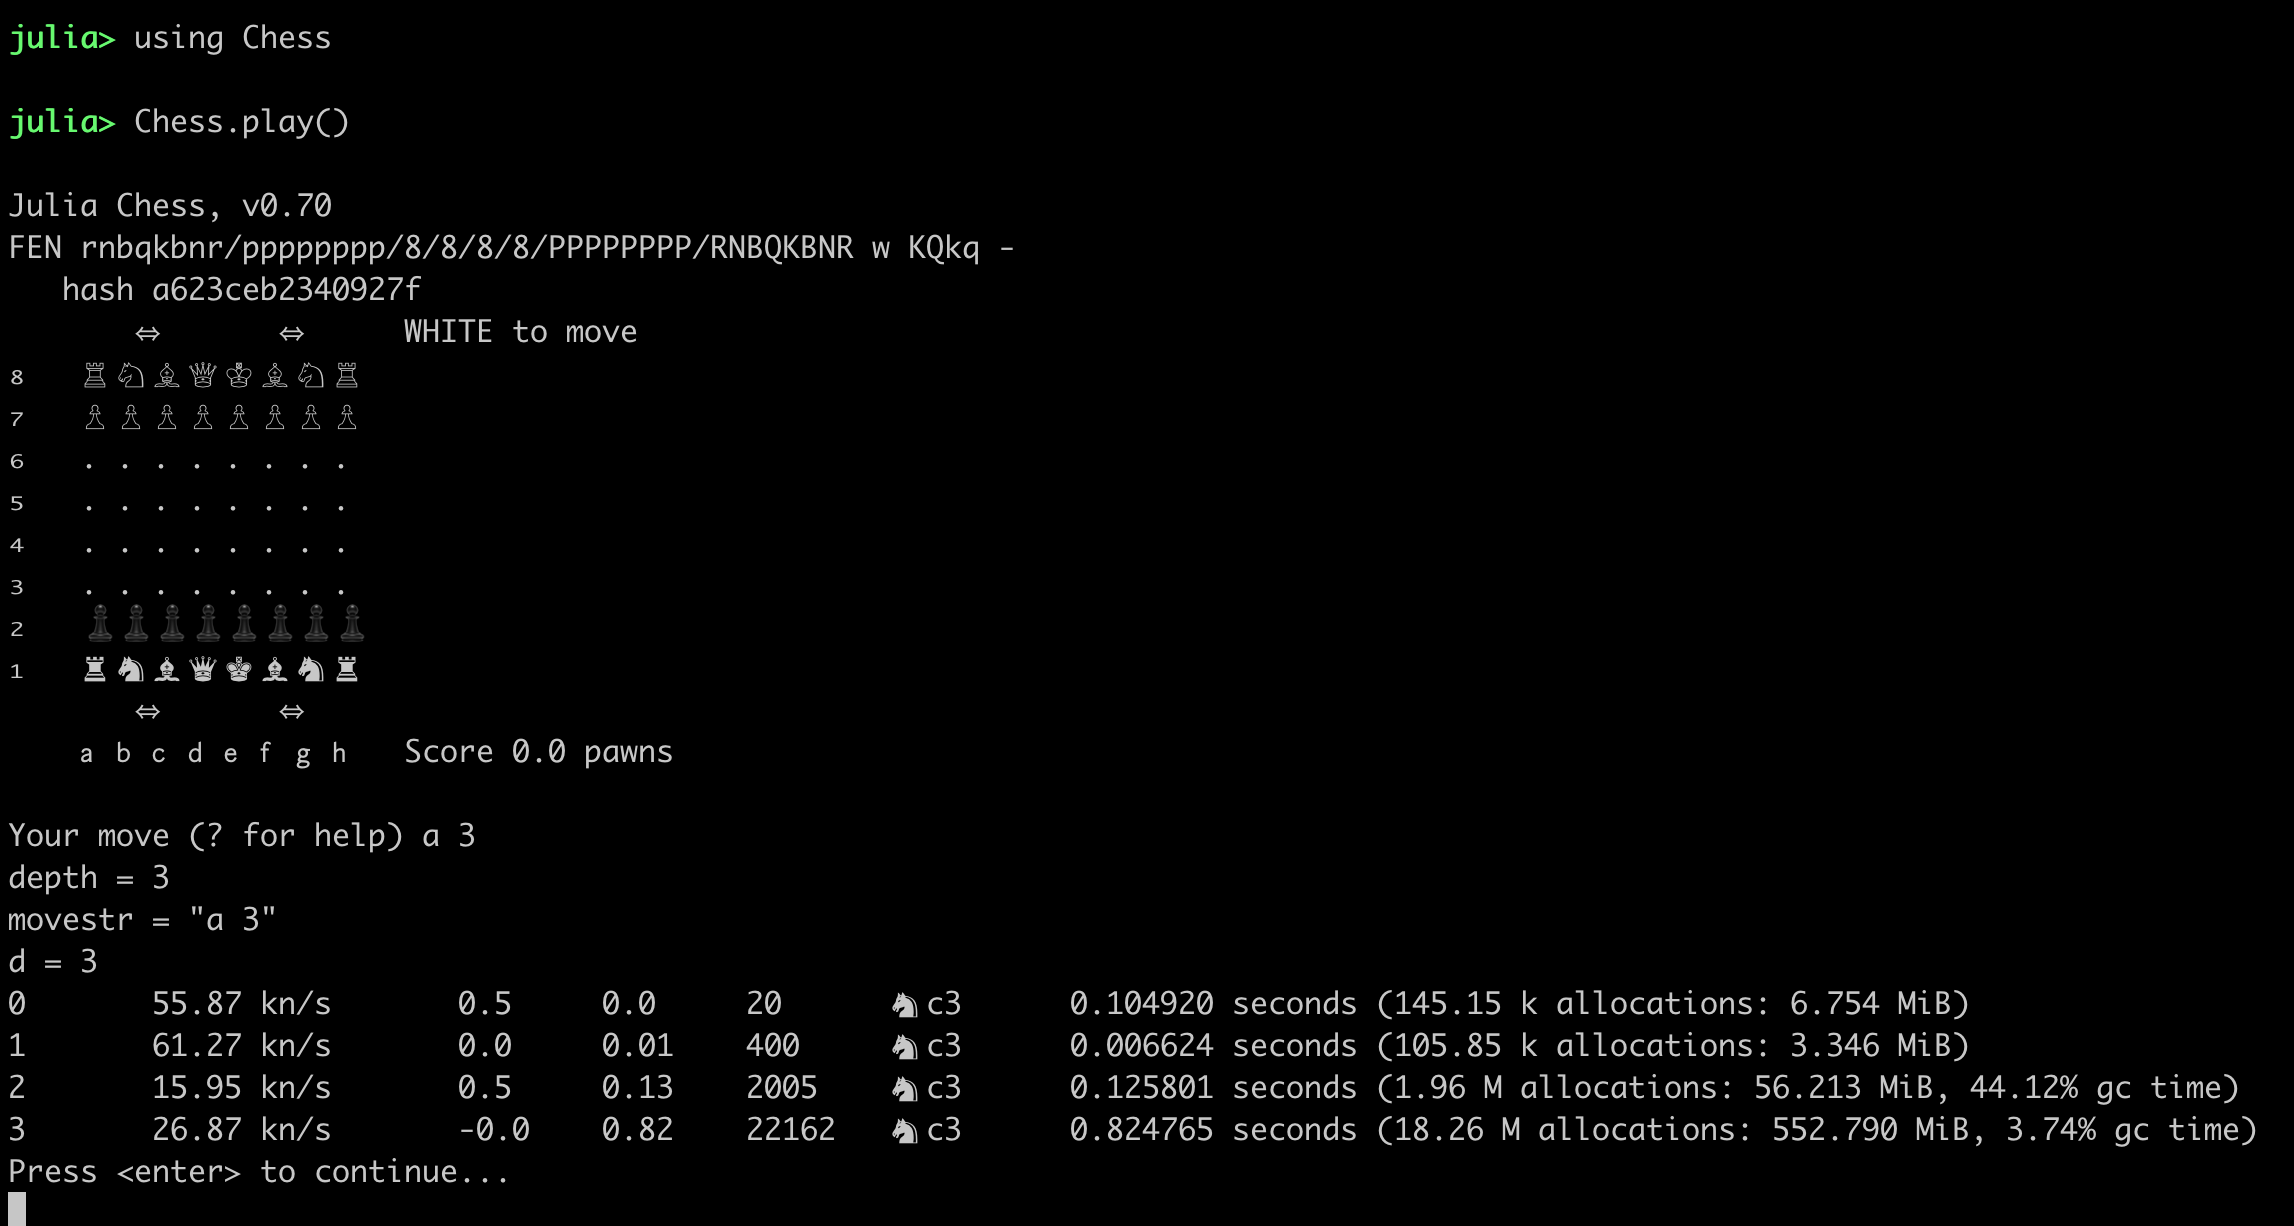 julia> using Chess
julia> Chess.play()
Julia Chess, v0.70
FEN rnbqkbnr/pppppppp/8/8/8/8/PPPPPPPP/RNBQKBNR w KQkq -
hash a623ceb2340927f
⇔ ⇔ WHITE to move
8 ♖ ♘ ♗ ♕ ♔ ♗ ♘ ♖
7 ♙ ♙ ♙ ♙ ♙ ♙ ♙ ♙
6 . . . . . . . .
5 . . . . . . . .
4 . . . . . . . .
3 . . . . . . . .
2 ♟ ♟ ♟ ♟ ♟ ♟ ♟ ♟
1 ♜ ♞ ♝ ♛ ♚ ♝ ♞ ♜
⇔ ⇔
a b c d e f g h Score 0.0 pawns
Your move (? for help) a 3
depth = 3
movestr = "a 3"
d = 3
0 55.87 kn/s 0.5 0.0 20 ♞c3 0.104920 seconds (145.15 k allocations: 6.754 MiB)
1 61.27 kn/s 0.0 0.01 400 ♞c3 0.006624 seconds (105.85 k allocations: 3.346 MiB)
2 15.95 kn/s 0.5 0.13 2005 ♞c3 0.125801 seconds (1.96 M allocations: 56.213 MiB, 44.12% gc time)
3 26.87 kn/s -0.0 0.82 22162 ♞c3 0.824765 seconds (18.26 M allocations: 552.790 MiB, 3.74% gc time)
Press <enter> to continue...